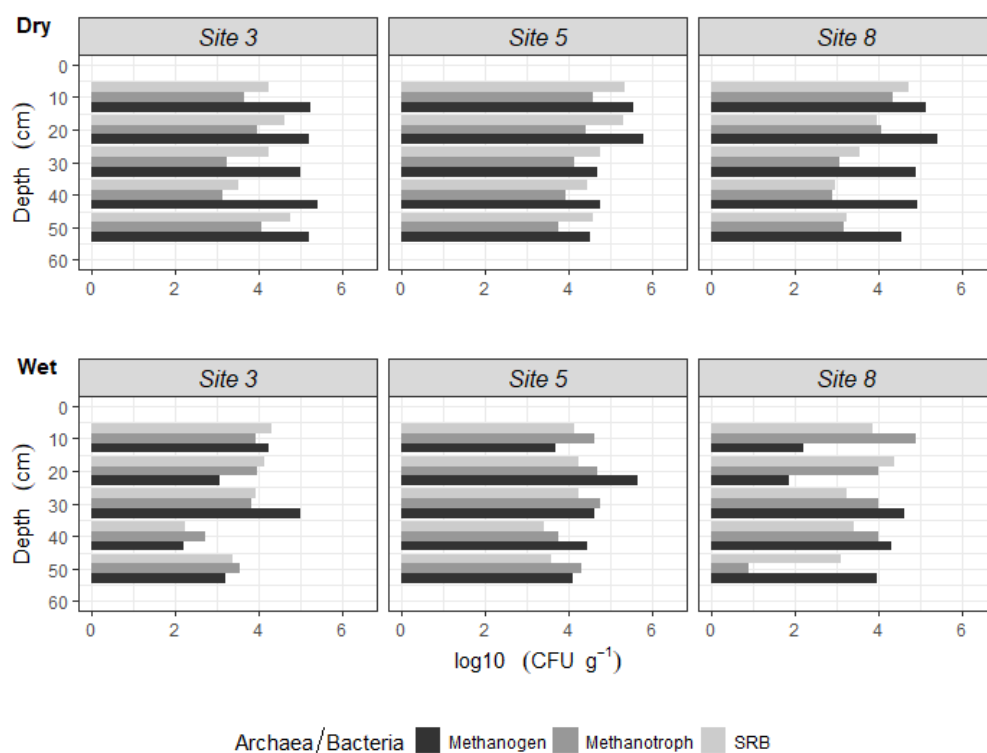 Dry
Site 3 Site 5 Site 8
0
10
20
30
40
50
60
Depth (cm)
0 2 4 6 0 2 4 6 0 2 4 6
Wet
Site 3 Site 5 Site 8
0
10
20
30
40
50
60
Depth (cm)
0 2 4 6 0 2 4 6 0 2 4 6
log10 (CFU g⁻¹)
Archaea/Bacteria Methanogen Methanotroph SRB